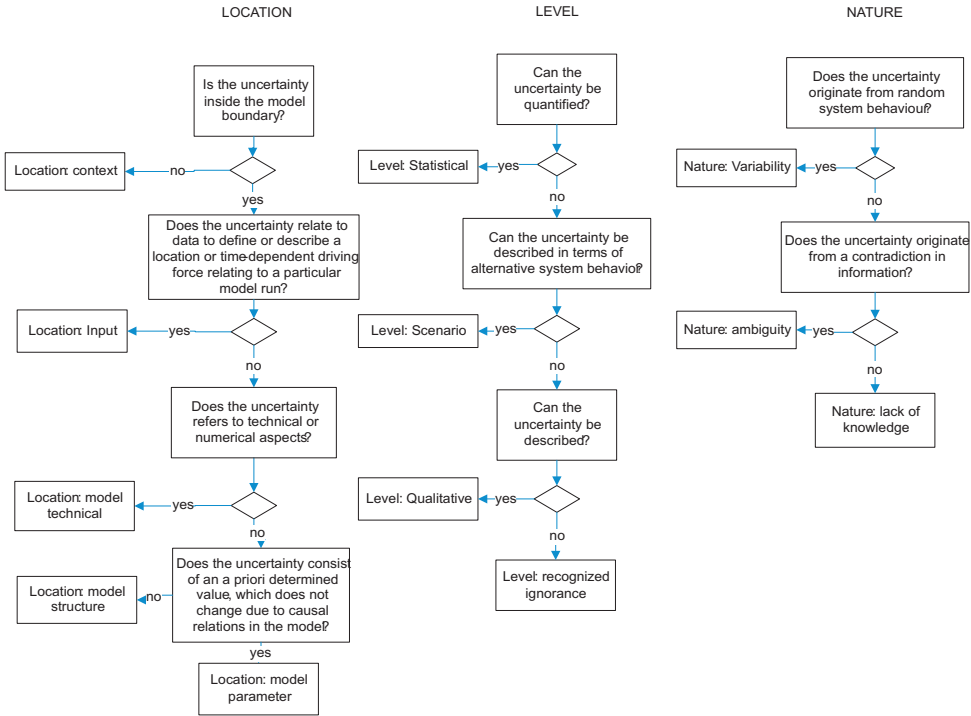 LOCATION
Is the uncertainty
inside the model
boundary?
no
Location: context
yes
Does the uncertainty relate to
data to define or describe a
location or time-dependent driving
force relating to a particular
model run?
yes
Location: Input
no
Does the uncertainty
refers to technical or
numerical aspects?
yes
Location: model
technical
no
Does the uncertainty consist
of an a priori determined
value, which does not
change due to causal
relations in the model?
no
Location: model
structure
yes
Location: model
parameter
LEVEL
Can the
uncertainty be
quantified?
yes
Level: Statistical
no
Can the uncertainty be
described in terms of
alternative system behavior?
yes
Level: Scenario
no
Can the
uncertainty be
described?
yes
Level: Qualitative
no
Level: recognized
ignorance
NATURE
Does the uncertainty
originate from random
system behaviour?
yes
Nature: Variability
no
Does the uncertainty originate
from a contradiction in
information?
yes
Nature: ambiguity
no
Nature: lack of
knowledge